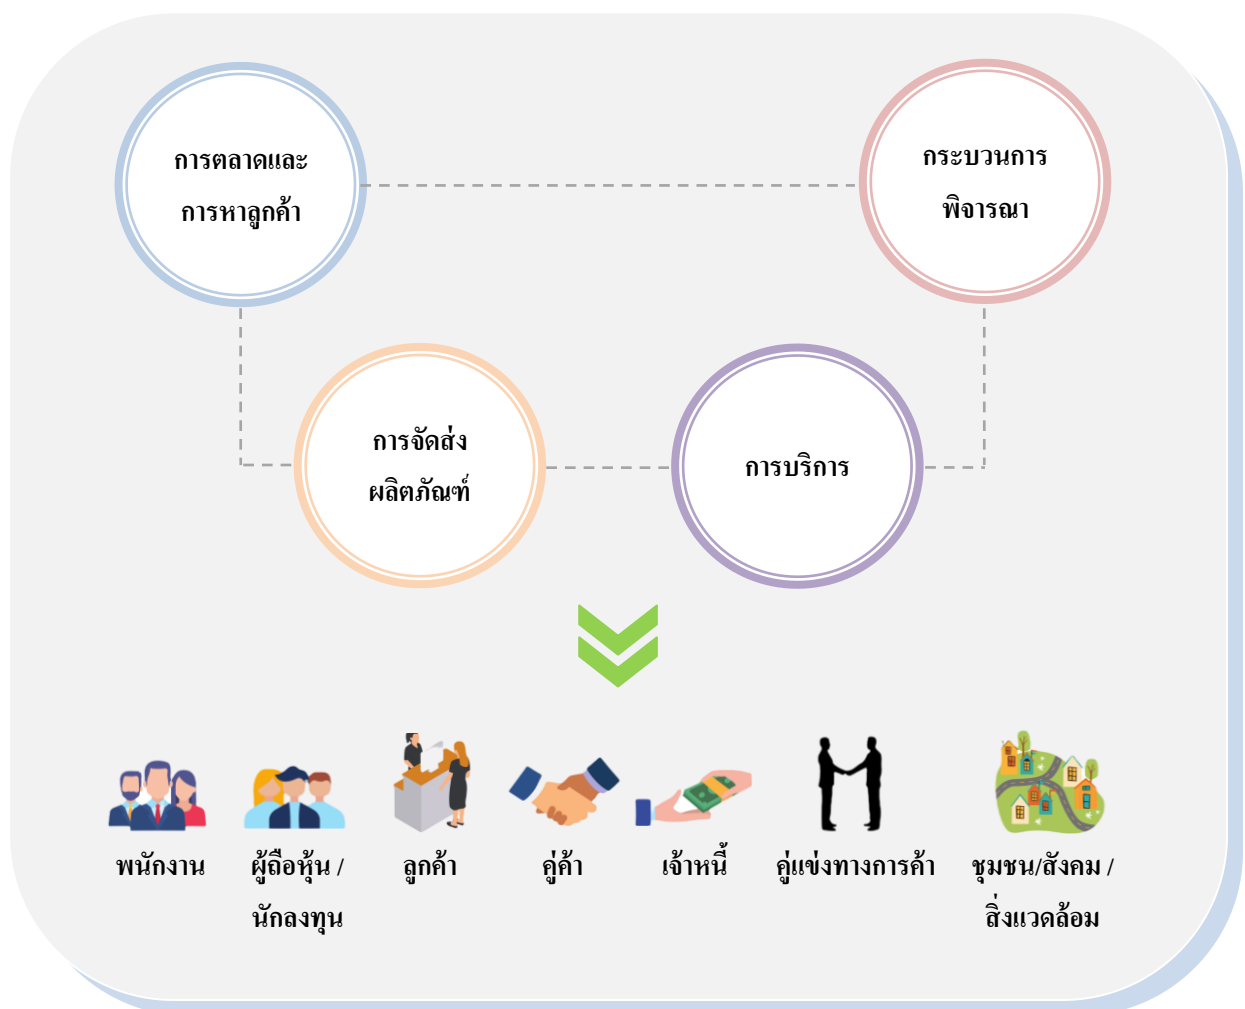 การตลาดและ
การหาลูกค้า
กระบวนการ
พิจารณา
การจัดส่ง
ผลิตภัณฑ์
การบริการ
พนักงาน
ผู้ถือหุ้น /
นักลงทุน
ลูกค้า
คู่ค้า
เจ้าหนี้
คู่แข่งทางการค้า
ชุมชน/สังคม /
สิ่งแวดล้อม